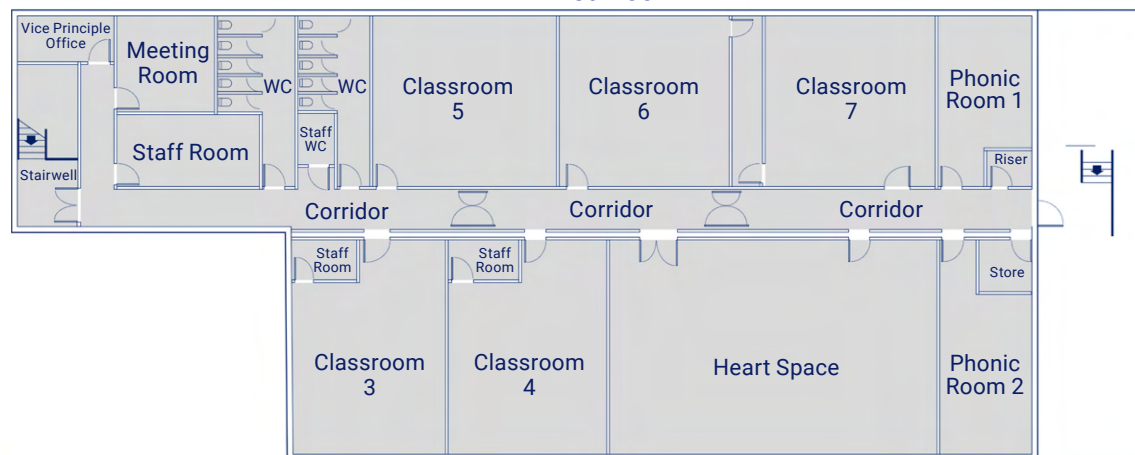 Vice Principle
Office
Meeting
Room
WC
WC
Classroom
5
Classroom
6
Classroom
7
Phonic
Room 1
Staff
WC
Staff Room
Riser
Stairwell
Corridor
Corridor
Corridor
Staff
Room
Staff
Room
Store
Classroom
3
Classroom
4
Heart Space
Phonic
Room 2